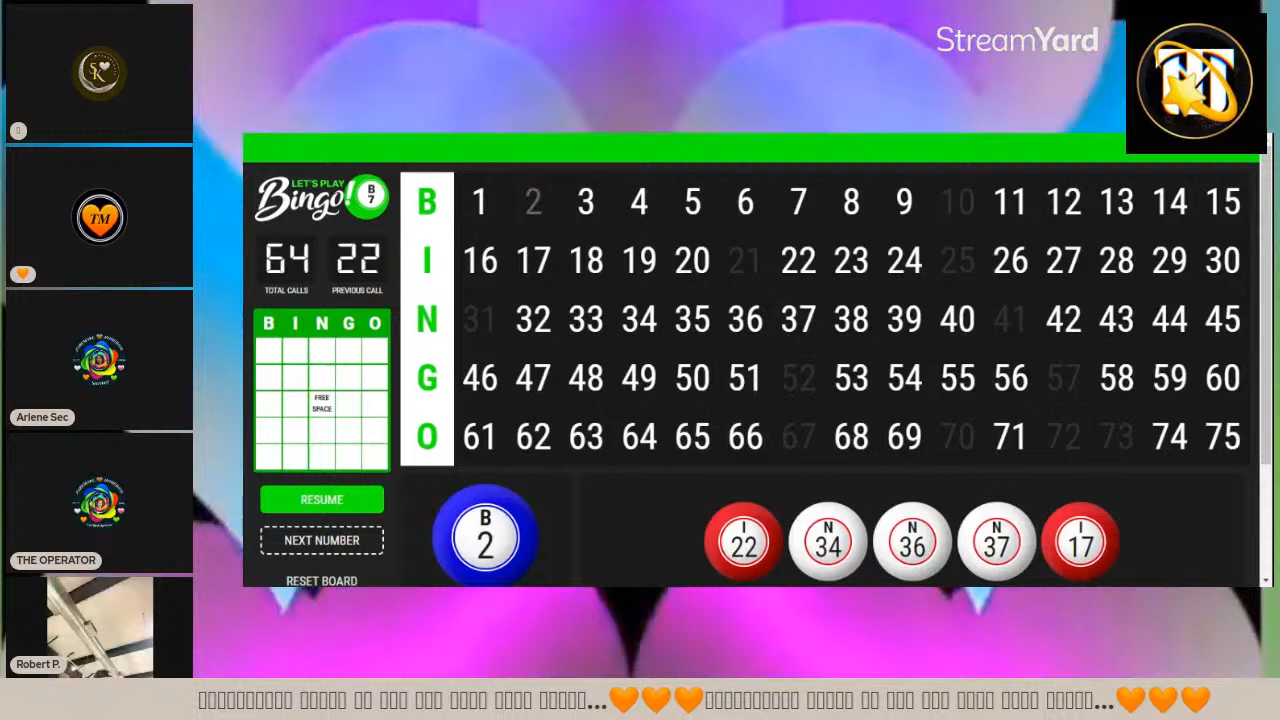 StreamYard
SK
TM
Arlene Sec
THE OPERATOR
Robert P.
LET'S PLAY
Bingo!
B
7
64 22
TOTAL CALLS PREVIOUS CALL
B I N G O
FREE
SPACE
RESUME
NEXT NUMBER
RESET BOARD
B 1 2 3 4 5 6 7 8 9 10 11 12 13 14 15
I 16 17 18 19 20 21 22 23 24 25 26 27 28 29 30
N 31 32 33 34 35 36 37 38 39 40 41 42 43 44 45
G 46 47 48 49 50 51 52 53 54 55 56 57 58 59 60
O 61 62 63 64 65 66 67 68 69 70 71 72 73 74 75
B
2
I
22
N
34
N
36
N
37
I
17